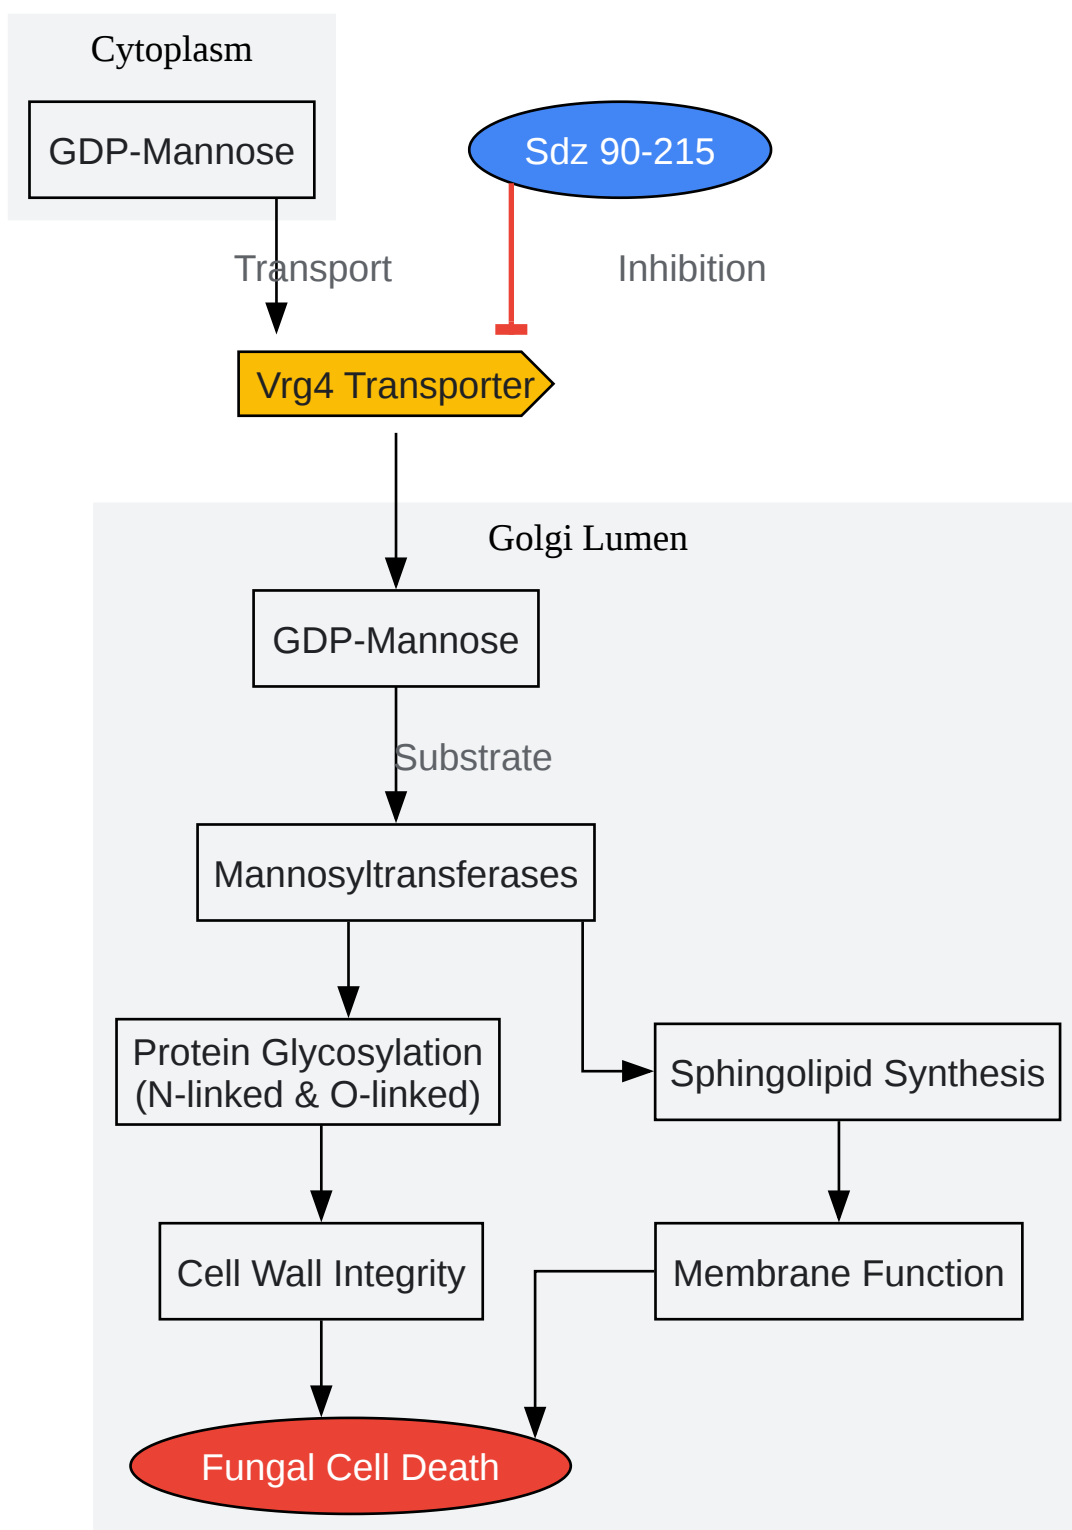 Cytoplasm
GDP-Mannose
Sdz 90-215
Transport
Inhibition
Vrg4 Transporter
Golgi Lumen
GDP-Mannose
Substrate
Mannosyltransferases
Protein Glycosylation
(N-linked & O-linked)
Sphingolipid Synthesis
Cell Wall Integrity
Membrane Function
Fungal Cell Death